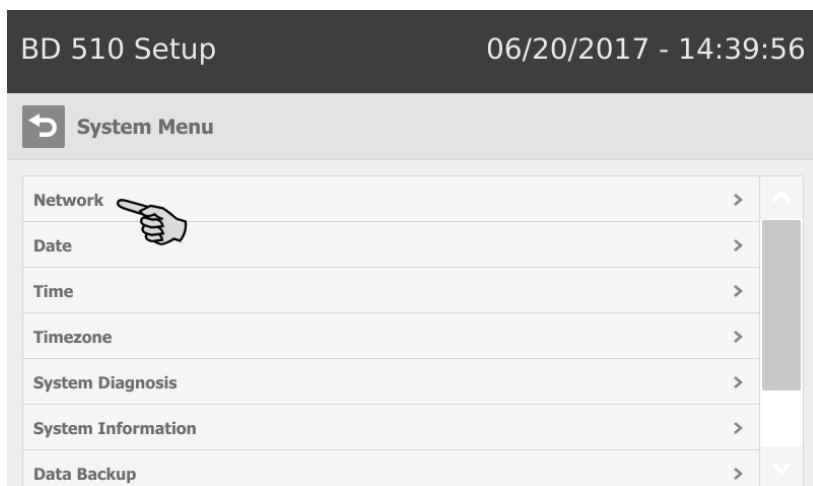 BD 510 Setup 06/20/2017 - 14:39:56
System Menu
Network
Date
Time
Timezone
System Diagnosis
System Information
Data Backup